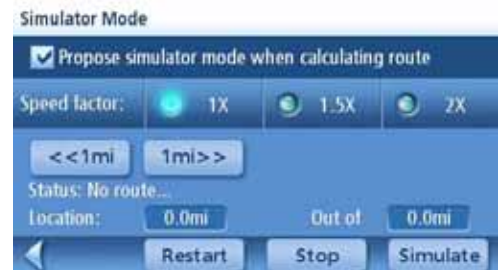 Simulator Mode
Propose simulator mode when calculating route
Speed factor: 1X 1.5X 2X
<<1mi 1mi>>
Status: No route...
Location: 0.0mi Out of 0.0mi
Restart Stop Simulate